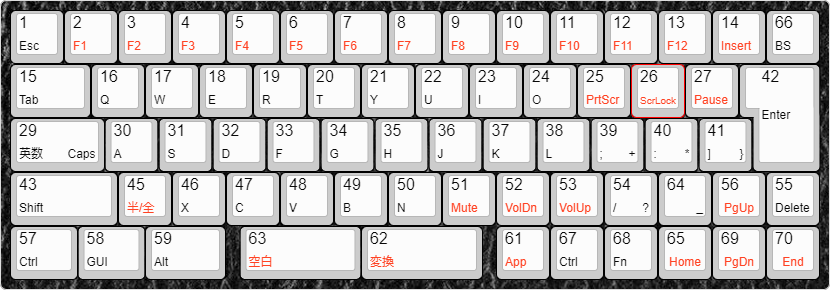 1 2 3 4 5 6 7 8 9 10 11 12 13 14 66
Esc F1 F2 F3 F4 F5 F6 F7 F8 F9 F10 F11 F12 Insert BS
15 16 17 18 19 20 21 22 23 24 25 26 27 42
Tab Q W E R T Y U I O PrtScr ScrLock Pause Enter
29 30 31 32 33 34 35 36 37 38 39 40 41
英数 Caps A S D F G H J K L ; + : * ] }
43 45 46 47 48 49 50 51 52 53 54 64 56 55
Shift 半/全 X C V B N Mute VolDn VolUp / ? _ PgUp Delete
57 58 59 63 62 61 67 68 65 69 70
Ctrl GUI Alt 空白 変換 App Ctrl Fn Home PgDn End